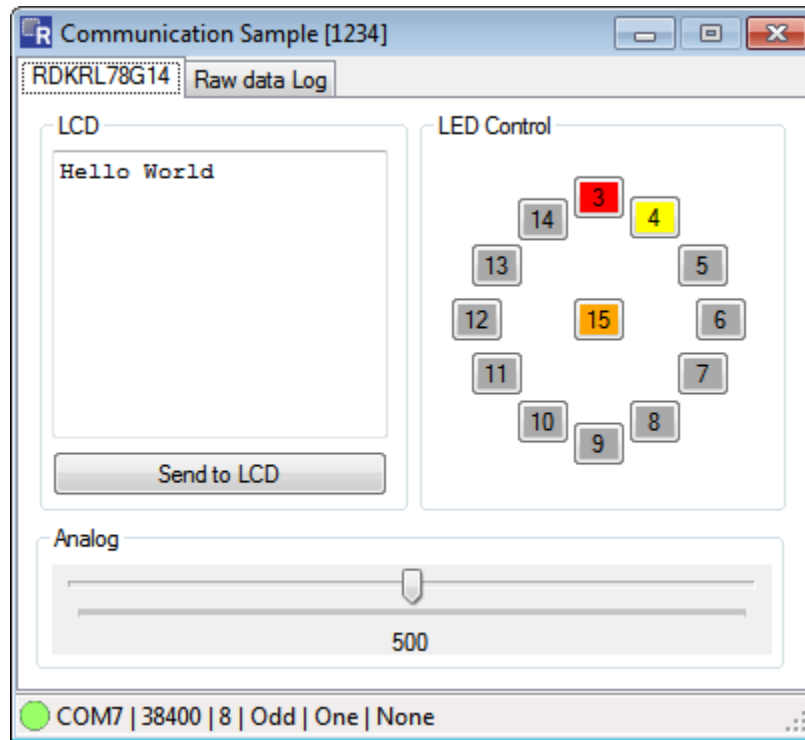 R Communication Sample [1234]
RDKRL78G14 Raw data Log
LCD
Hello World
Send to LCD
LED Control
3
14 4
13 5
12 15 6
11 7
10 8
9
Analog
500
COM7 | 38400 | 8 | Odd | One | None